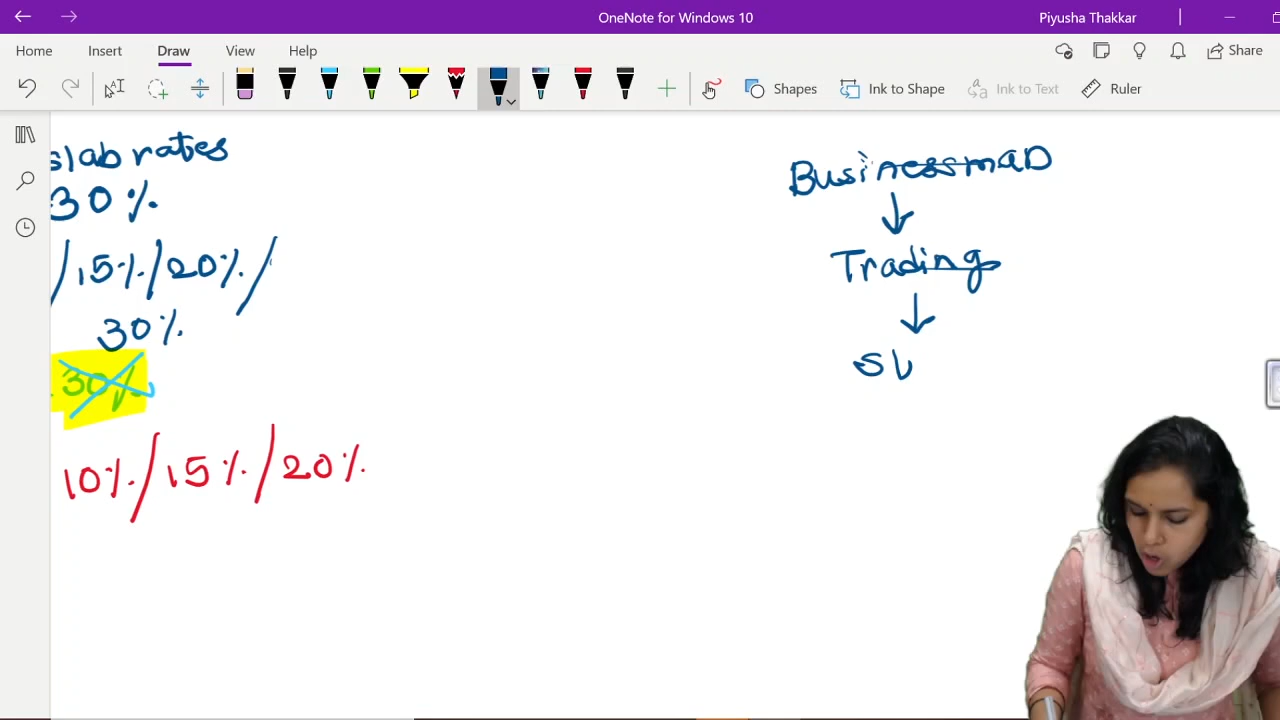 OneNote for Windows 10
Piyusha Thakkar
Home Insert Draw View Help
Share
Shapes
Ink to Shape
Ink to Text
Ruler
slab rates
30%
/15%/20%/
30%
30%
10%/15%/20%
Businessman
Trading
SU